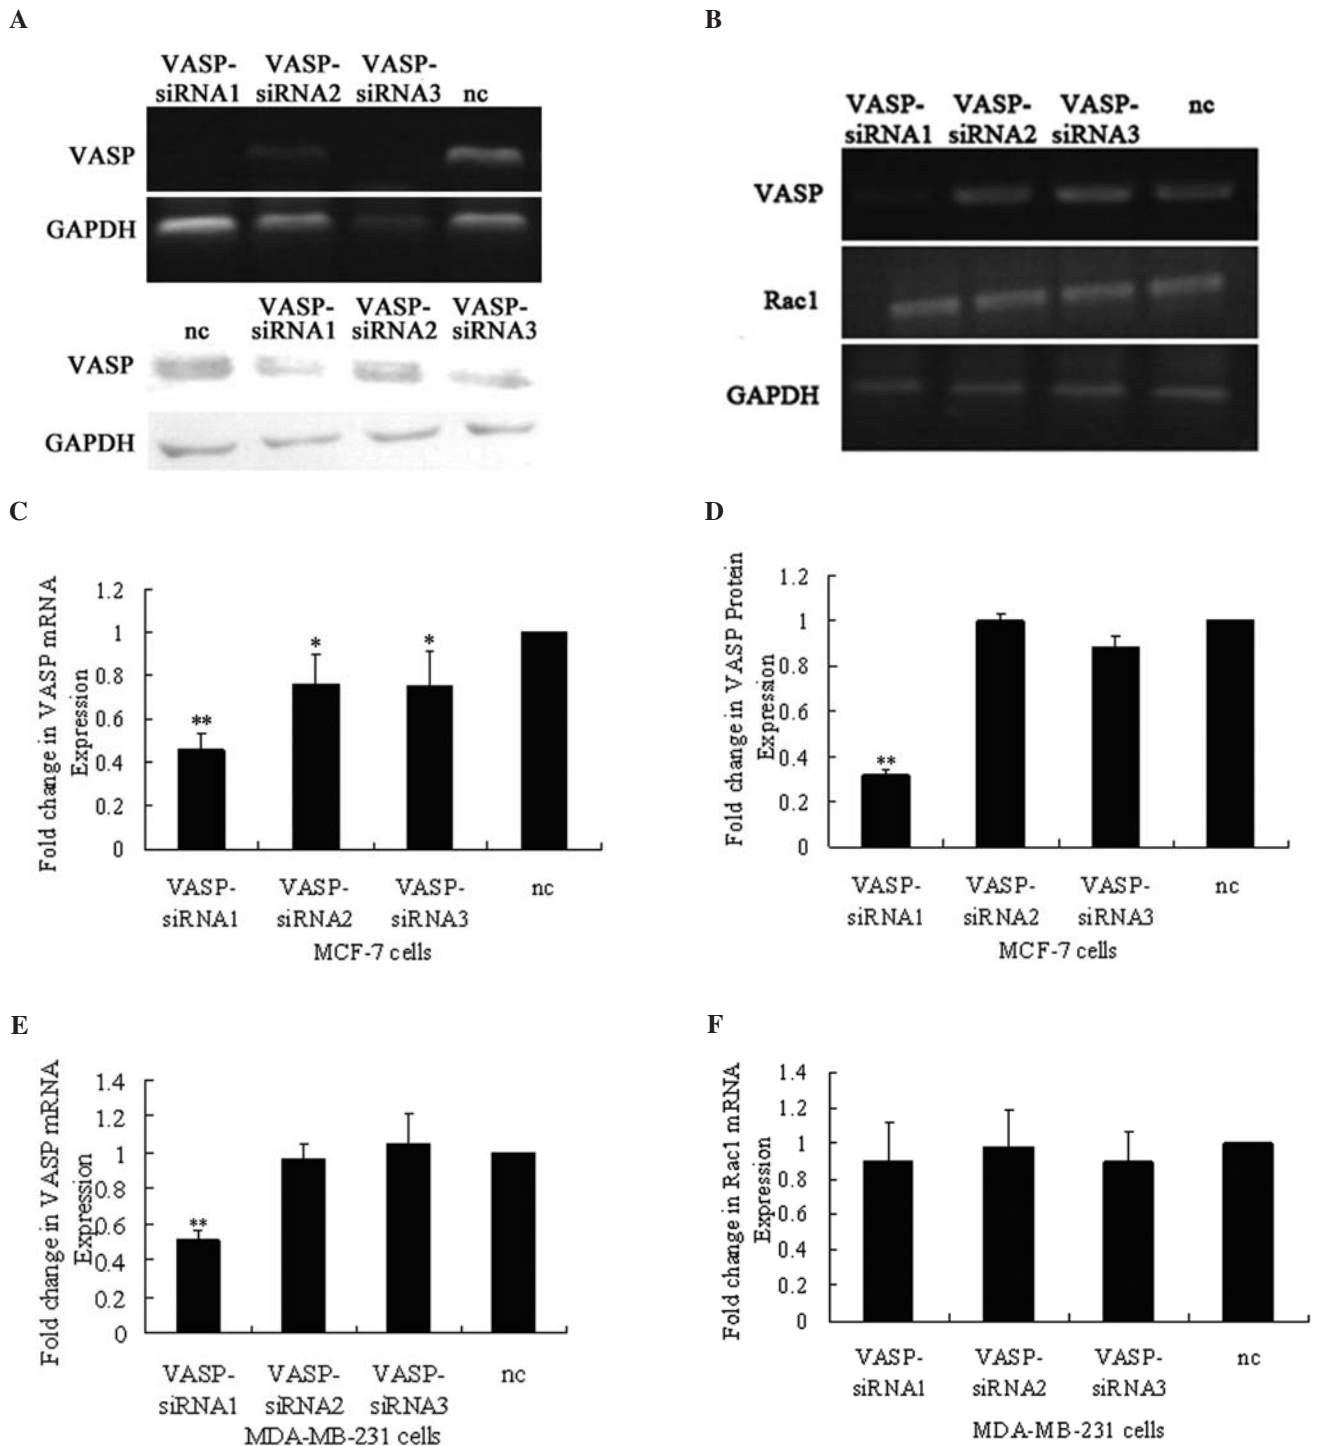 A
VASP-
siRNA1
VASP-
siRNA2
VASP-
siRNA3
nc
VASP
GAPDH
nc
VASP-
siRNA1
VASP-
siRNA2
VASP-
siRNA3
VASP
GAPDH
B
VASP-
siRNA1
VASP-
siRNA2
VASP-
siRNA3
nc
VASP
Rac1
GAPDH
C
Fold change in VASP mRNA
Expression
1.2
1
0.8
0.6
0.4
0.2
0
**
*
*
VASP-
siRNA1
VASP-
siRNA2
VASP-
siRNA3
nc
MCF-7 cells
D
Fold change in VASP Protein
Expression
1.2
1
0.8
0.6
0.4
0.2
0
**
VASP-
siRNA1
VASP-
siRNA2
VASP-
siRNA3
nc
MCF-7 cells
E
Fold change in VASP mRNA
Expression
1.4
1.2
1
0.8
0.6
0.4
0.2
0
**
VASP-
siRNA1
VASP-
siRNA2
VASP-
siRNA3
nc
MDA-MB-231 cells
F
Fold change in Rac1 mRNA
Expression
1.4
1.2
1
0.8
0.6
0.4
0.2
0
VASP-
siRNA1
VASP-
siRNA2
VASP-
siRNA3
nc
MDA-MB-231 cells